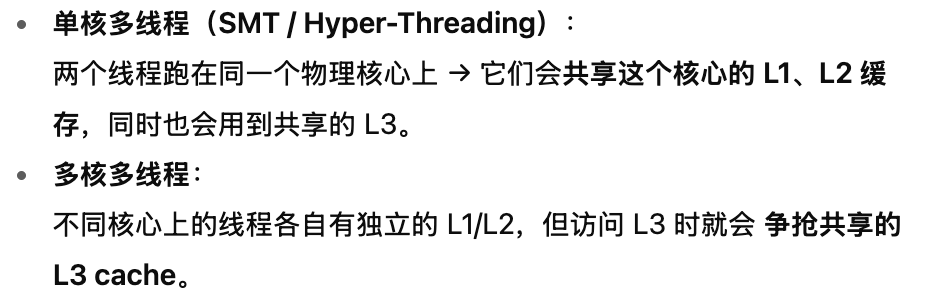 • 单核多线程（SMT / Hyper-Threading）:
两个线程跑在同一个物理核心上 → 它们会共享这个核心的 L1、L2 缓
存，同时也会用到共享的 L3。
• 多核多线程：
不同核心上的线程各自有独立的 L1/L2，但访问 L3 时就会 争抢共享的
L3 cache。